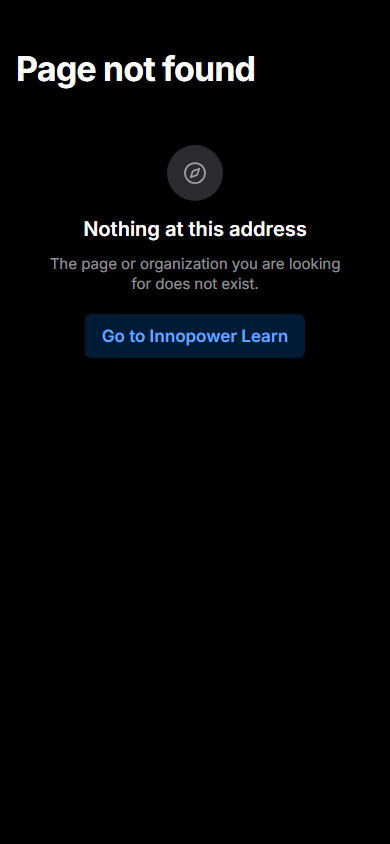 Page not found
Nothing at this address
The page or organization you are looking
for does not exist.
Go to Innopower Learn